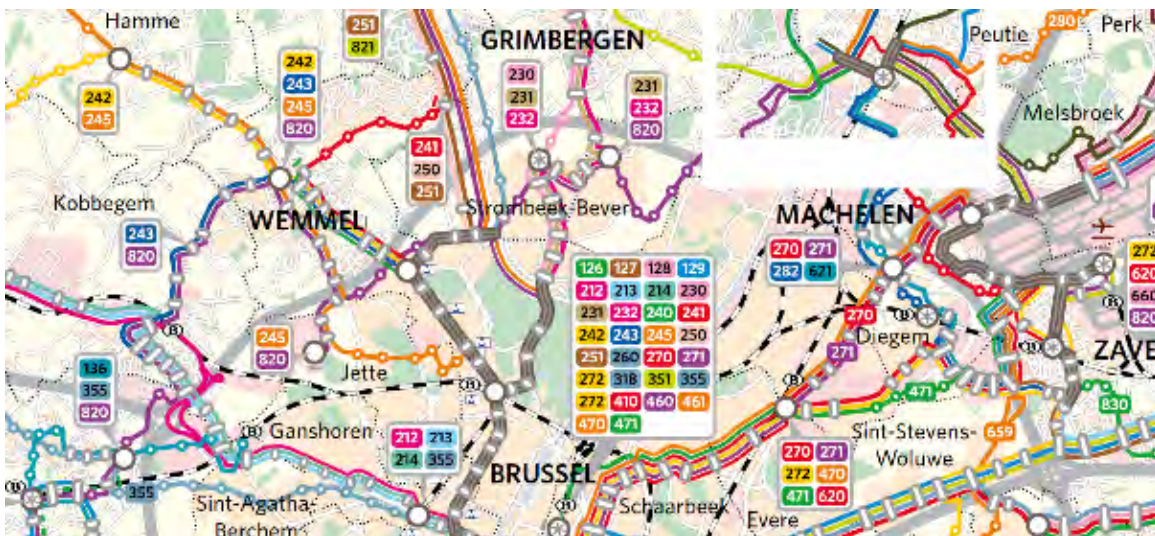 Hamme
242
245
242
243
245
820
251
821
GRIMBERGEN
230
231
232
231
232
820
241
250
251
Peutie
280
Perk
Melsbroek
Kobbegem
243
820
WEMMEL
Strombeek-Bever
MACHELEN
270 271
282 621
126 127 128 129
212 213 214 230
231 232 240 241
242 243 245 250
251 260 270 271
272 318 351 355
272 410 460 461
470 471
272
620
660
820
270
271
Diegem
B
ZAVE
245
820
Jette
B
B
B
136
355
820
B
Ganshoren
212 213
214 355
BRUSSEL
471
830
659
Sint-Stevens-
Woluwe
270 271
272 470
471 620
355
Sint-Agatha-
Berchem
Schaarbeek
Evere
B
B